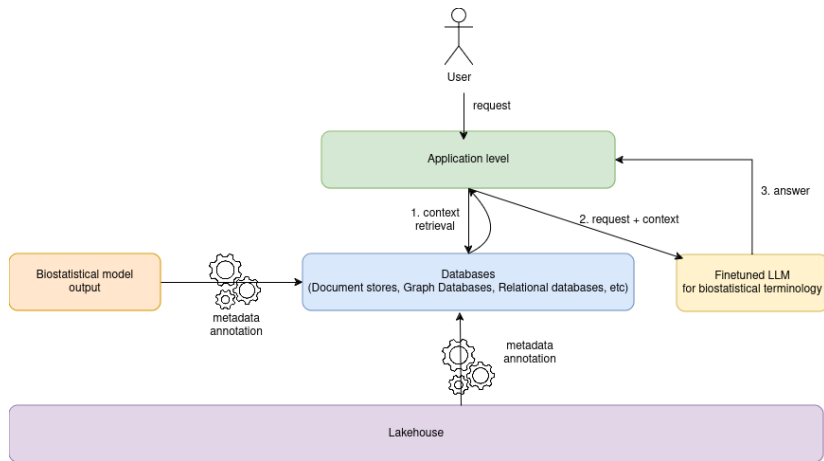 User
request
Application level
1. context
retrieval
2. request + context
3. answer
Biostatistical model
output
metadata
annotation
Databases
(Document stores, Graph Databases, Relational databases, etc)
Finetuned LLM
for biostatistical terminology
metadata
annotation
Lakehouse